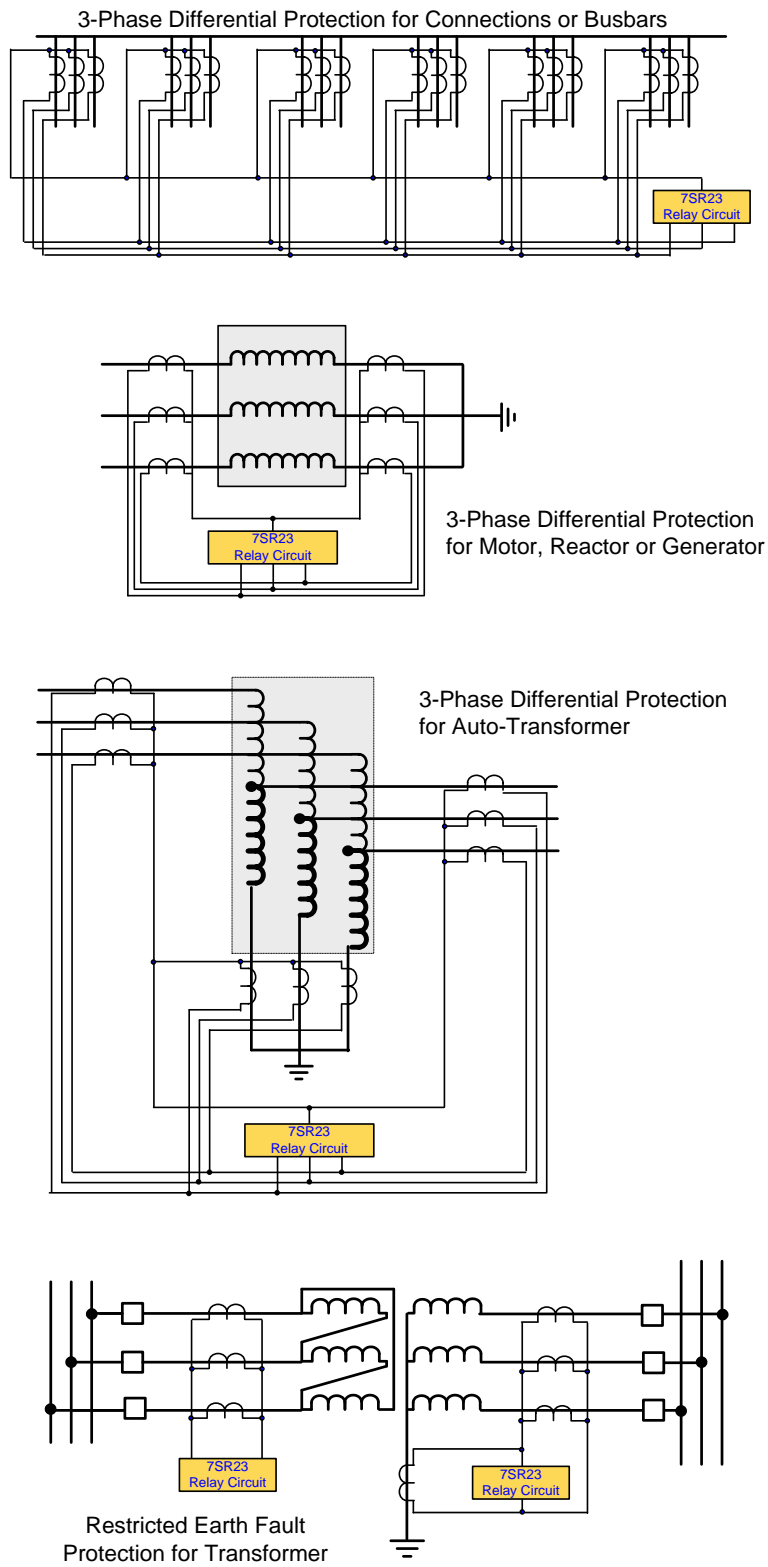 3-Phase Differential Protection for Connections or Busbars
7SR23
Relay Circuit
7SR23
Relay Circuit
3-Phase Differential Protection
for Motor, Reactor or Generator
3-Phase Differential Protection
for Auto-Transformer
7SR23
Relay Circuit
7SR23
Relay Circuit
7SR23
Relay Circuit
Restricted Earth Fault
Protection for Transformer